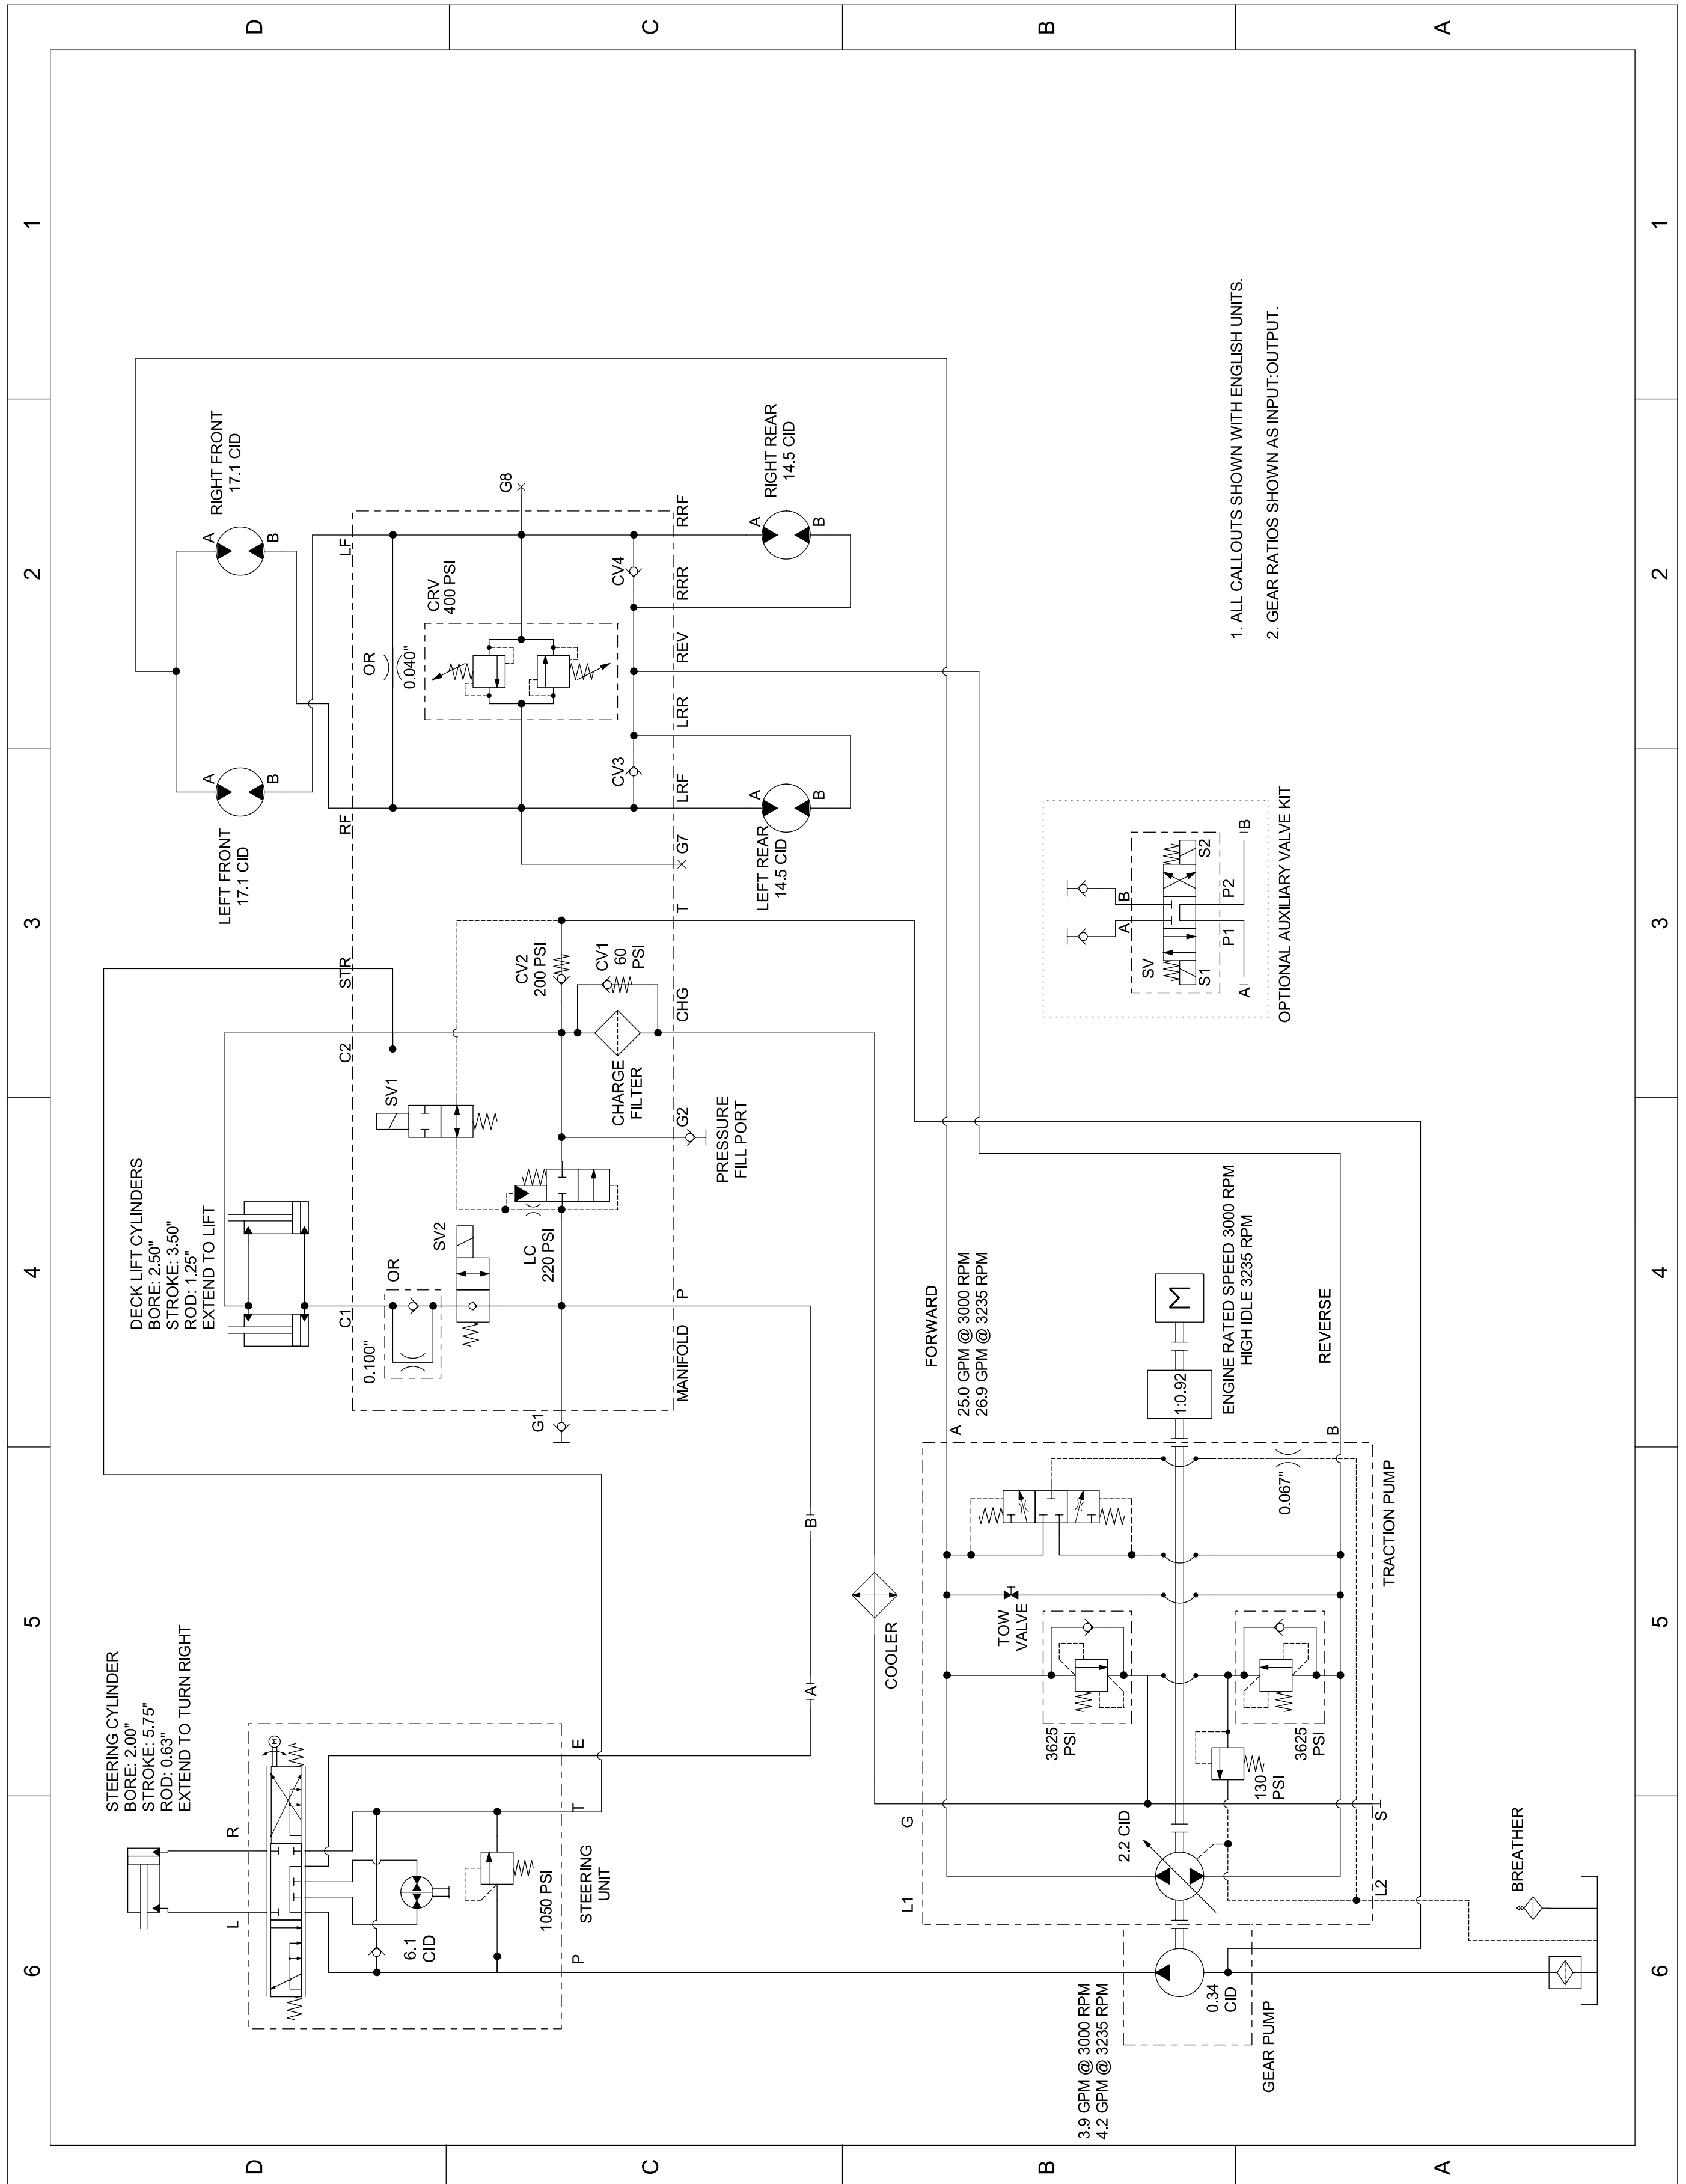 D
C
B
A
1
2
3
4
5
6
STEERING CYLINDER
BORE: 2.00"
STROKE: 5.75"
ROD: 0.63"
EXTEND TO TURN RIGHT
L
R
M
6.1
CID
1050 PSI
P
T
E
STEERING
UNIT
A
B
DECK LIFT CYLINDERS
BORE: 2.50"
STROKE: 3.50"
ROD: 1.25"
EXTEND TO LIFT
C1
C2
STR
RF
LF
0.100"
OR
SV2
SV1
G1
LC
220 PSI
CV2
200 PSI
CV1
60
PSI
CHARGE
FILTER
MANIFOLD
P
G2
CHG
T
G7
LRF
LRR
REV
RRR
RRF
PRESSURE
FILL PORT
LEFT FRONT
17.1 CID
A
B
RIGHT FRONT
17.1 CID
A
B
OR
0.040"
CRV
400 PSI
G8
CV3
CV4
LEFT REAR
14.5 CID
A
B
RIGHT REAR
14.5 CID
A
B
COOLER
FORWARD
A
25.0 GPM @ 3000 RPM
26.9 GPM @ 3235 RPM
L1
G
TOW
VALVE
3625
PSI
130
PSI
3625
PSI
2.2 CID
1:0.92
M
ENGINE RATED SPEED 3000 RPM
HIGH IDLE 3235 RPM
0.067"
REVERSE
B
L2
S
TRACTION PUMP
3.9 GPM @ 3000 RPM
4.2 GPM @ 3235 RPM
0.34
CID
GEAR PUMP
BREATHER
A
B
SV
S1
S2
P1
P2
A
B
OPTIONAL AUXILIARY VALVE KIT
1. ALL CALLOUTS SHOWN WITH ENGLISH UNITS.
2. GEAR RATIOS SHOWN AS INPUT:OUTPUT.
1
2
3
4
5
6
D
C
B
A